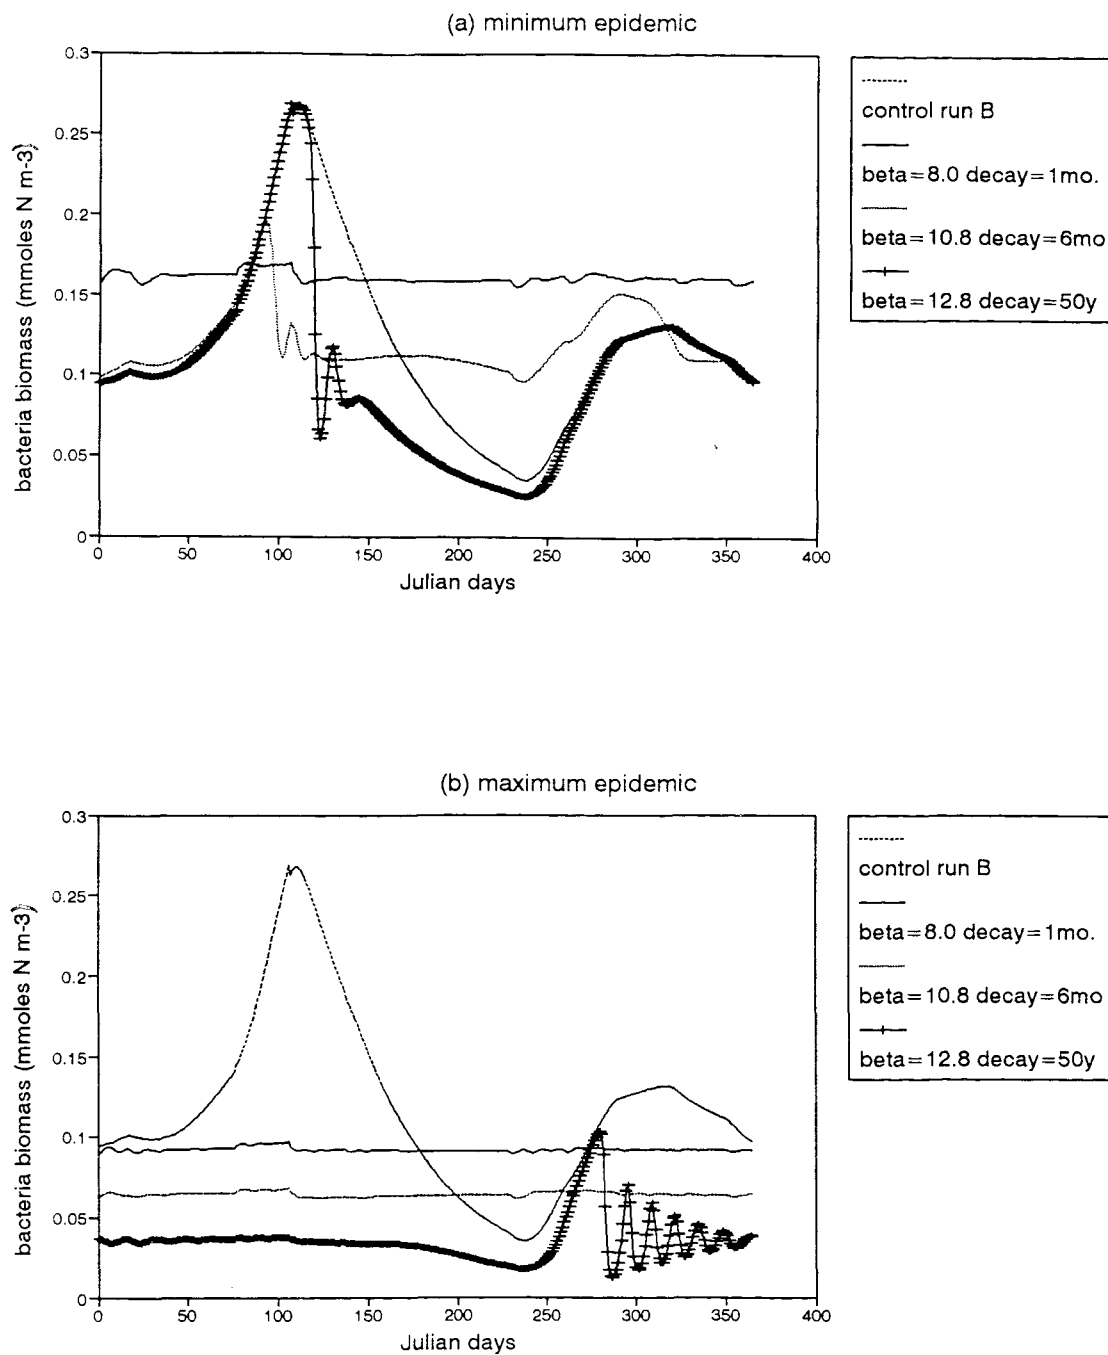 (a) minimum epidemic
bacteria biomass (mmoles N m-3)
0.3
0.25
0.2
0.15
0.1
0.05
0
0 50 100 150 200 250 300 350 400
Julian days
control run B
beta=8.0 decay=1mo.
beta=10.8 decay=6mo
beta=12.8 decay=50y
(b) maximum epidemic
bacteria biomass (mmoles N m-3)
0.3
0.25
0.2
0.15
0.1
0.05
0
0 50 100 150 200 250 300 350 400
Julian days
control run B
beta=8.0 decay=1mo.
beta=10.8 decay=6mo
beta=12.8 decay=50y